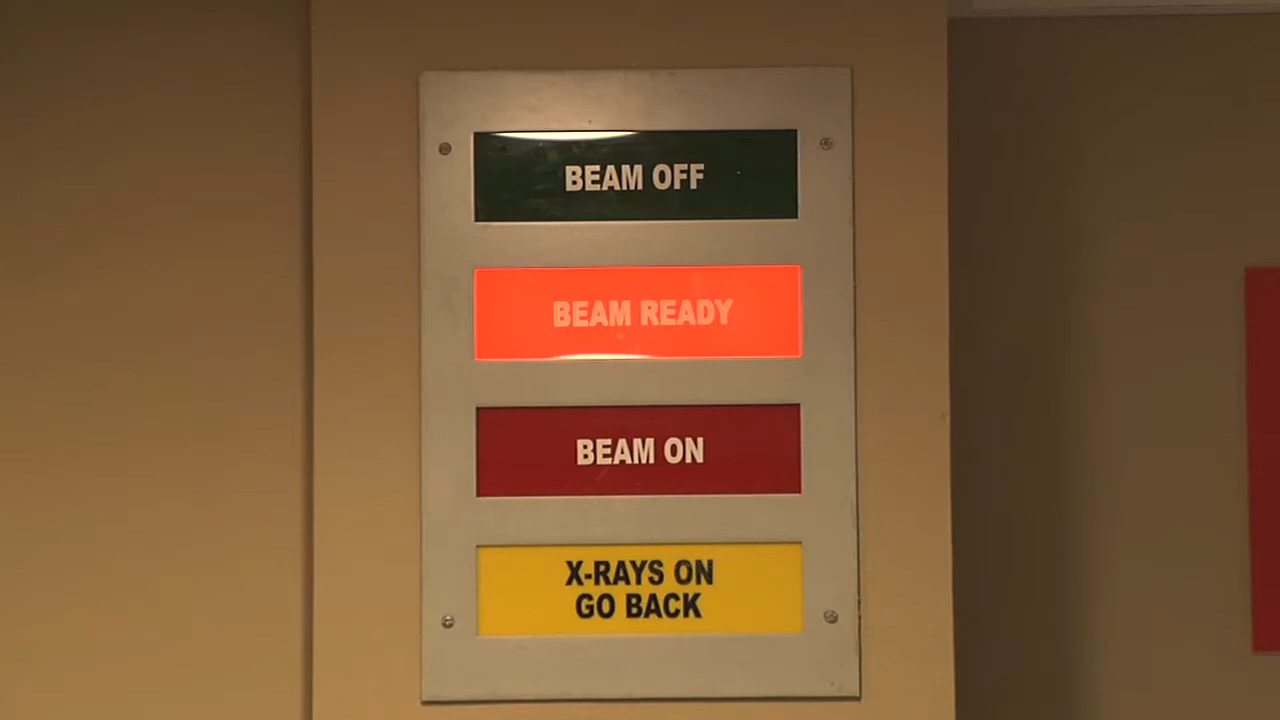 BEAM OFF
BEAM READY
BEAM ON
X-RAYS ON
GO BACK